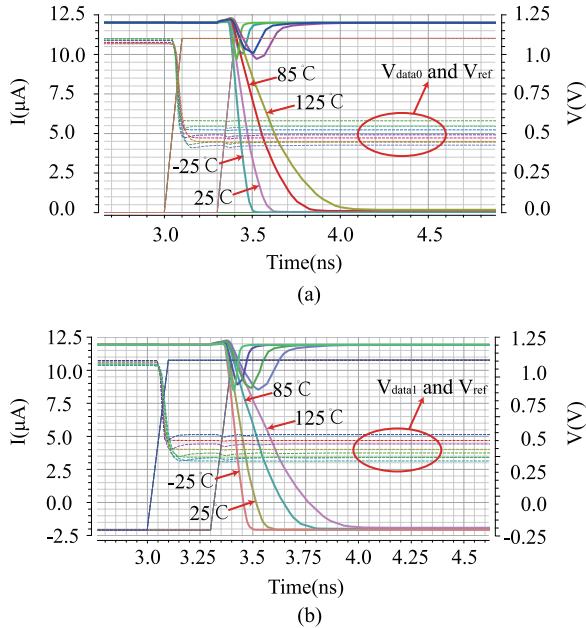 12.5
10.0
7.5
5.0
2.5
0.0
I(μA)
1.25
1.0
0.75
0.50
0.25
0.0
V(V)
85°C
125°C
-25°C
25°C
Vdata0 and Vref
3.0
3.5
4.0
4.5
Time(ns)
(a)
12.5
10.0
7.5
5.0
2.5
0.0
-2.5
I(μA)
1.25
1.0
0.75
0.50
0.25
0.0
-0.25
V(V)
85°C
125°C
-25°C
25°C
Vdata1 and Vref
3.0
3.25
3.5
3.75
4.0
4.25
4.5
Time(ns)
(b)